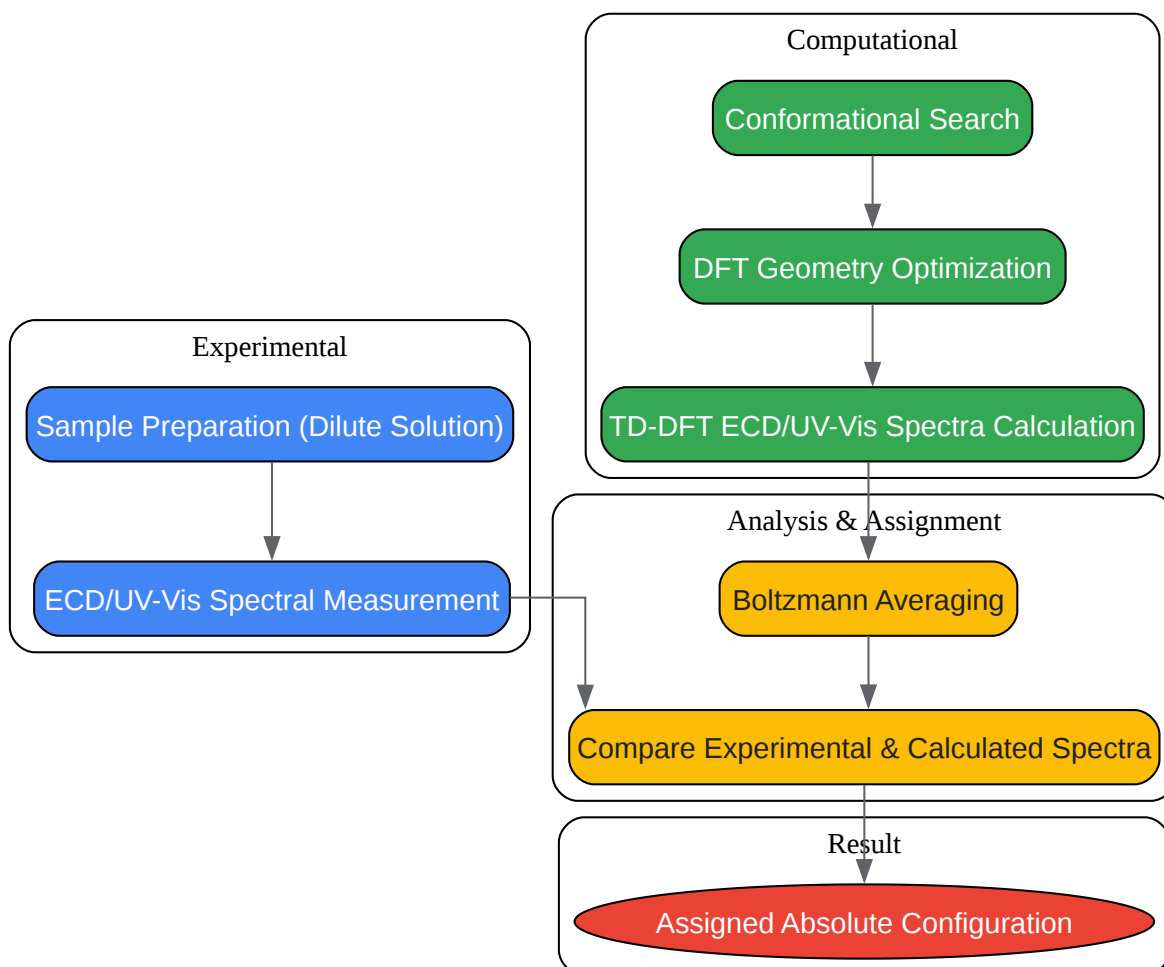 Computational
Conformational Search
DFT Geometry Optimization
TD-DFT ECD/UV-Vis Spectra Calculation
Experimental
Sample Preparation (Dilute Solution)
ECD/UV-Vis Spectral Measurement
Analysis & Assignment
Boltzmann Averaging
Compare Experimental & Calculated Spectra
Result
Assigned Absolute Configuration